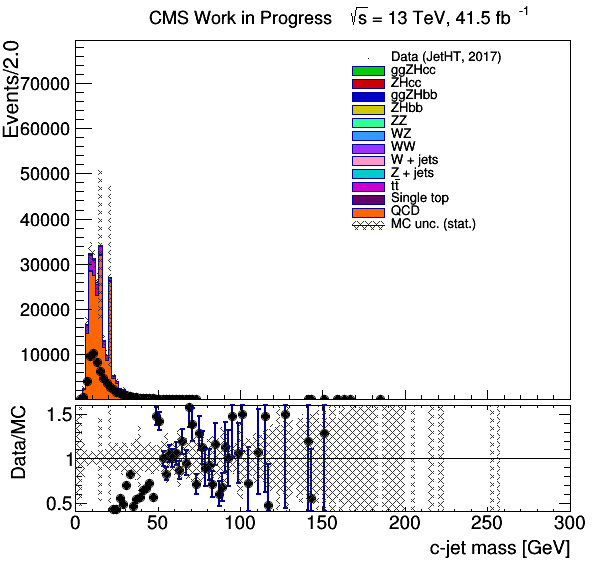 CMS Work in Progress √s = 13 TeV, 41.5 fb⁻¹
Events/2.0
70000
60000
50000
40000
30000
20000
10000
Data (JetHT, 2017)
ggZHcc
ZHcc
ggZHbb
ZHbb
ZZ
WZ
WW
W + jets
Z + jets
tt̄
Single top
QCD
MC unc. (stat.)
Data/MC
1.5
1
0.5
0 50 100 150 200 250 300
c-jet mass [GeV]